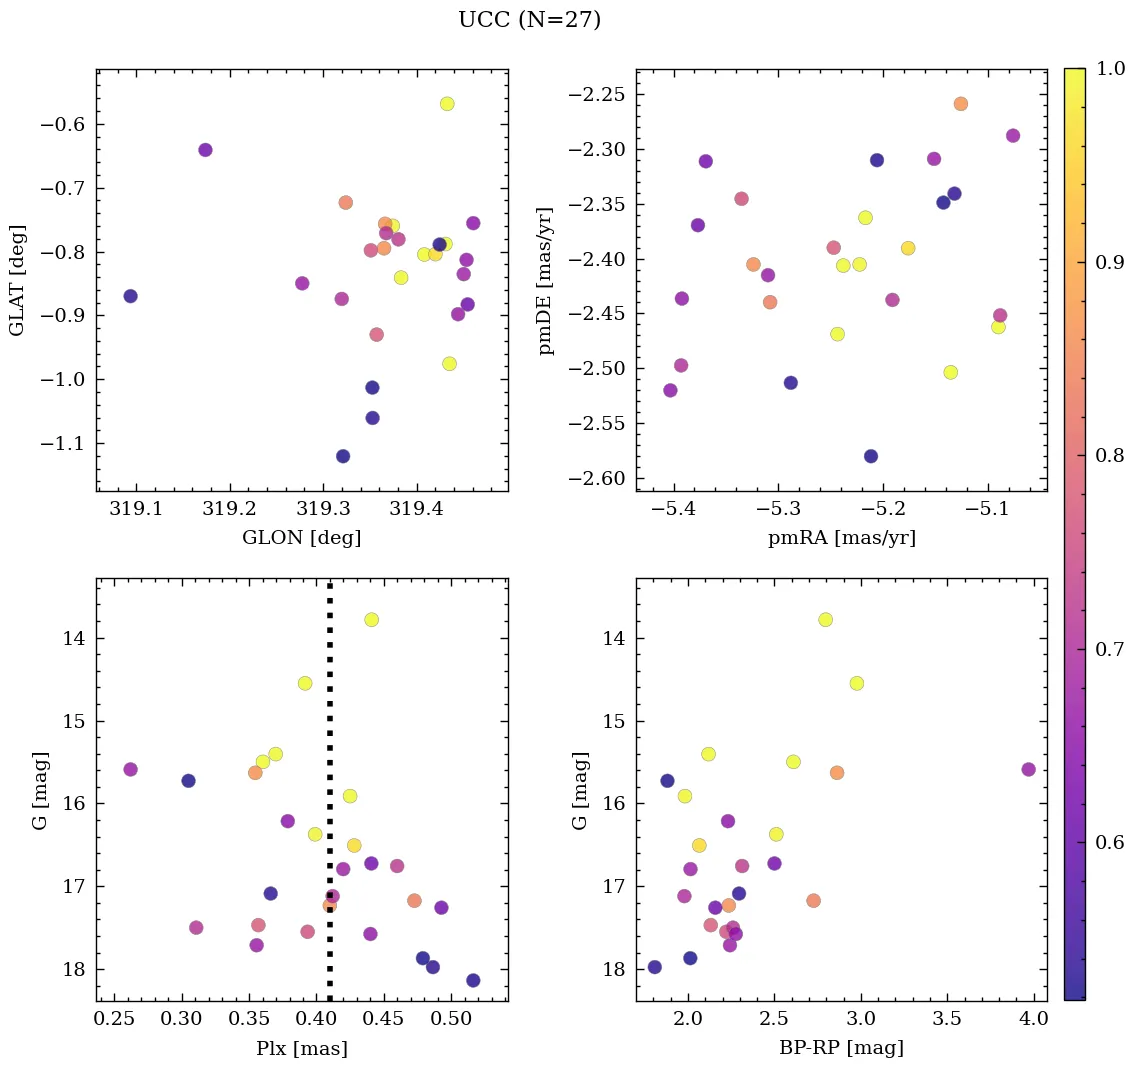 UCC (N=27)
−0.6
−0.7
−0.8
−0.9
−1.0
−1.1
GLAT [deg]
319.1 319.2 319.3 319.4
GLON [deg]
−2.25
−2.30
−2.35
−2.40
−2.45
−2.50
−2.55
−2.60
pmDE [mas/yr]
−5.4 −5.3 −5.2 −5.1
pmRA [mas/yr]
1.0
0.9
0.8
0.7
0.6
14
15
16
17
18
G [mag]
0.25 0.30 0.35 0.40 0.45 0.50
Plx [mas]
14
15
16
17
18
G [mag]
2.0 2.5 3.0 3.5 4.0
BP-RP [mag]